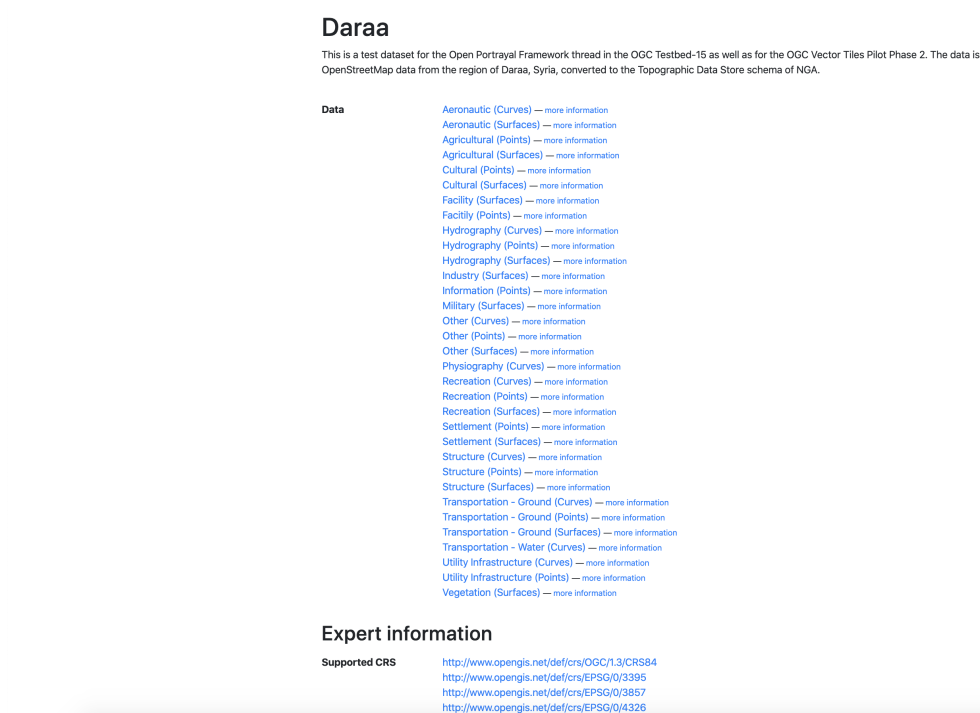 Daraa
This is a test dataset for the Open Portrayal Framework thread in the OGC Testbed-15 as well as for the OGC Vector Tiles Pilot Phase 2. The data is
OpenStreetMap data from the region of Daraa, Syria, converted to the Topographic Data Store schema of NGA.
Data
Aeronautic (Curves) — more information
Aeronautic (Surfaces) — more information
Agricultural (Points) — more information
Agricultural (Surfaces) — more information
Cultural (Points) — more information
Cultural (Surfaces) — more information
Facility (Surfaces) — more information
Facitily (Points) — more information
Hydrography (Curves) — more information
Hydrography (Points) — more information
Hydrography (Surfaces) — more information
Industry (Surfaces) — more information
Information (Points) — more information
Military (Surfaces) — more information
Other (Curves) — more information
Other (Points) — more information
Other (Surfaces) — more information
Physiography (Curves) — more information
Recreation (Curves) — more information
Recreation (Points) — more information
Recreation (Surfaces) — more information
Settlement (Points) — more information
Settlement (Surfaces) — more information
Structure (Curves) — more information
Structure (Points) — more information
Structure (Surfaces) — more information
Transportation - Ground (Curves) — more information
Transportation - Ground (Points) — more information
Transportation - Ground (Surfaces) — more information
Transportation - Water (Curves) — more information
Utility Infrastructure (Curves) — more information
Utility Infrastructure (Points) — more information
Vegetation (Surfaces) — more information
Expert information
Supported CRS
http://www.opengis.net/def/crs/OGC/1.3/CRS84
http://www.opengis.net/def/crs/EPSG/0/3395
http://www.opengis.net/def/crs/EPSG/0/3857
http://www.opengis.net/def/crs/EPSG/0/4326